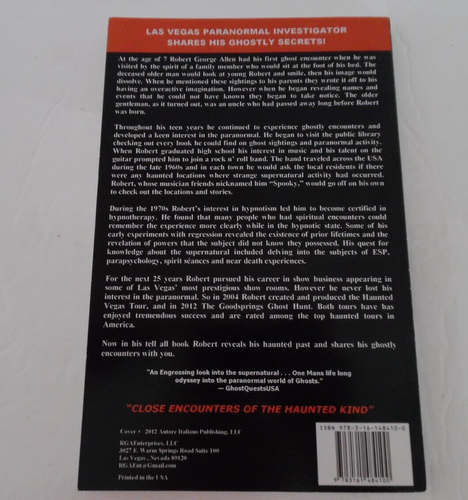 LAS VEGAS PARANORMAL INVESTIGATOR
SHARES HIS GHOSTLY SECRETS!
At the age of 7 Robert George Allen had his first ghost encounter when he was
visited by the spirit of a family member who would sit at the foot of his bed. The
deceased older man would look at young Robert and smile, then his image would
dissolve. When he mentioned these sightings to his parents they wrote it off to his
having an overactive imagination. However when he began revealing names and
events that he could not have known they began to take notice. The older
gentleman, as it turned out, was an uncle who had passed away long before Robert
was born.
Throughout his teen years he continued to experience ghostly encounters and
developed a keen interest in the paranormal. He began to visit the public library
checking out every book he could find on ghost sightings and paranormal activity.
When Robert graduated high school his interest in music and his talent on the
guitar prompted him to join a rock n' roll band. The band traveled across the USA
during the late 1960s and in each town he would ask the local residents if there
were any haunted locations where strange supernatural activity had occurred.
Robert, whose musician friends nicknamed him "Spooky," would go off on his own
to check out the locations and stories.
During the 1970s Robert's interest in hypnotism led him to become certified in
hypnotherapy. He found that many people who had spiritual encounters could
remember the experience more clearly while in the hypnotic state. Some of his
early experiments with regression revealed the existence of prior lifetimes and the
revelation of powers that the subject did not know they possessed. His quest for
knowledge about the supernatural included delving into the subjects of ESP,
parapsychology, spirit séances and near death experiences.
For the next 25 years Robert pursued his career in show business appearing in
some of Las Vegas' most prestigious show rooms. However he never lost his
interest in the paranormal. So in 2004 Robert created and produced the Haunted
Vegas Tour, and in 2012 The Goodsprings Ghost Hunt. Both tours have has
enjoyed tremendous success and are rated among the top haunted tours in
America.
Now in his tell all book Robert reveals his haunted past and shares his ghostly
encounters with you.
"An Engrossing look into the supernatural . . . One Mans life long
odyssey into the paranormal world of Ghosts."
— GhostQuestsUSA
"CLOSE ENCOUNTERS OF THE HAUNTED KIND"
Cover © 2012 Autore Italiano Publishing, LLC
RGAEnterprises, LLC
3027 E. Warm Springs Road Suite 100
Las Vegas, Nevada 89120
RGAEnt@Gmail.com
Printed in the USA
ISBN 978-3-16-148410-0
9 783161 484100